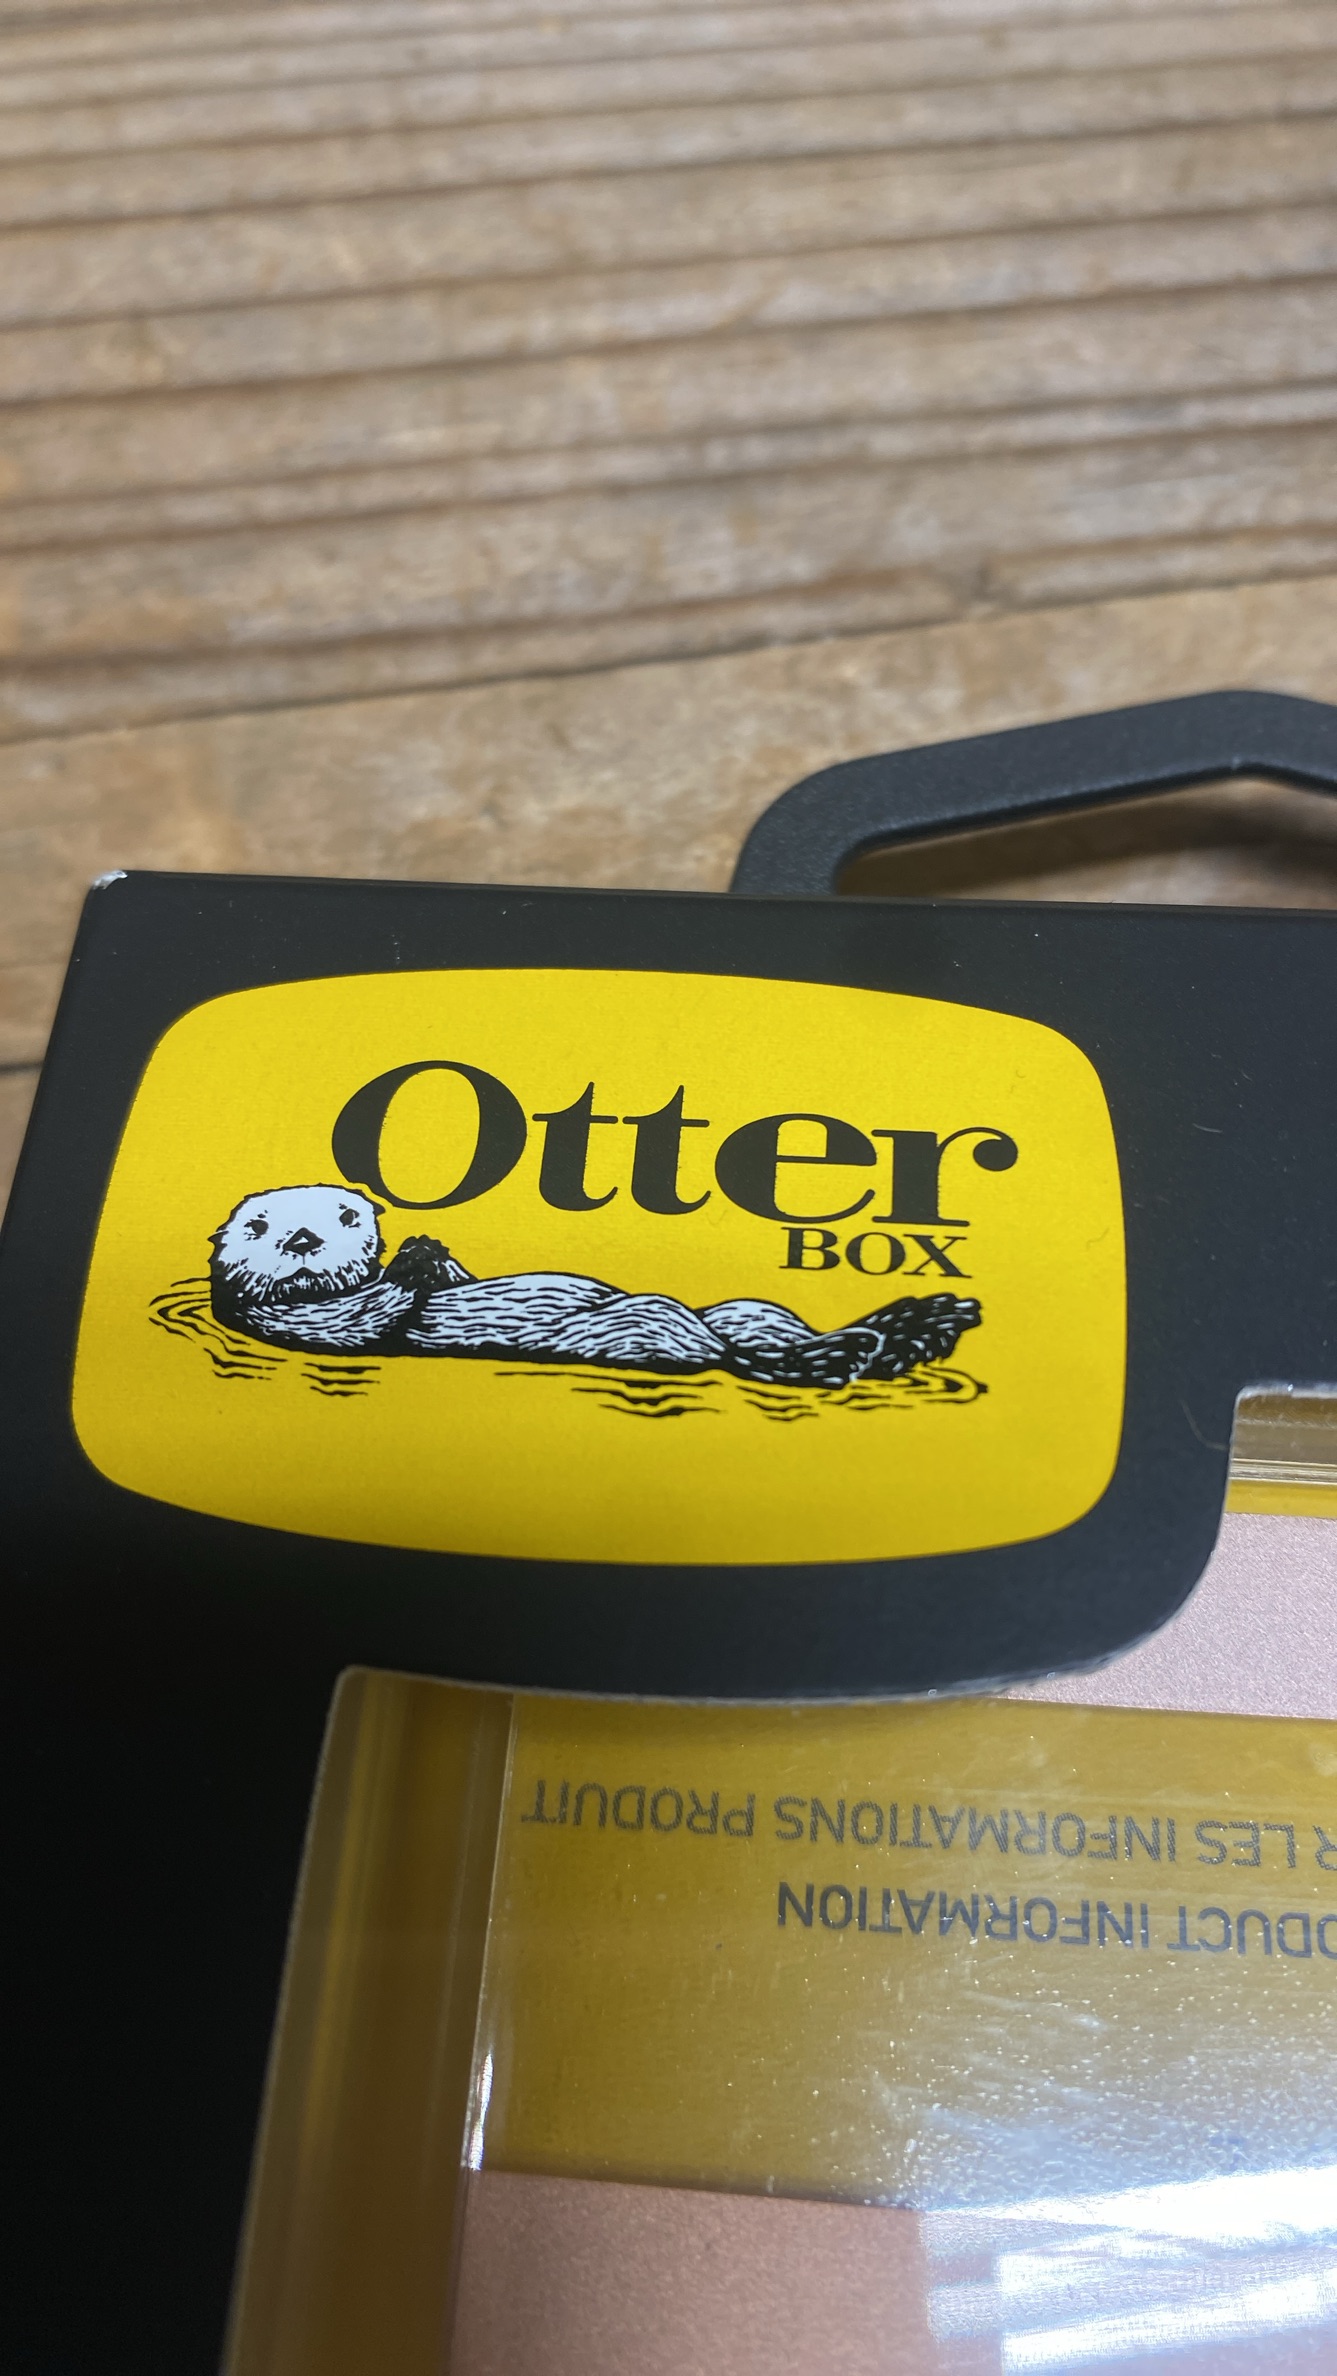 Otter
BOX
R LES INFORMATIONS PRODUIT
ODUCT INFORMATION